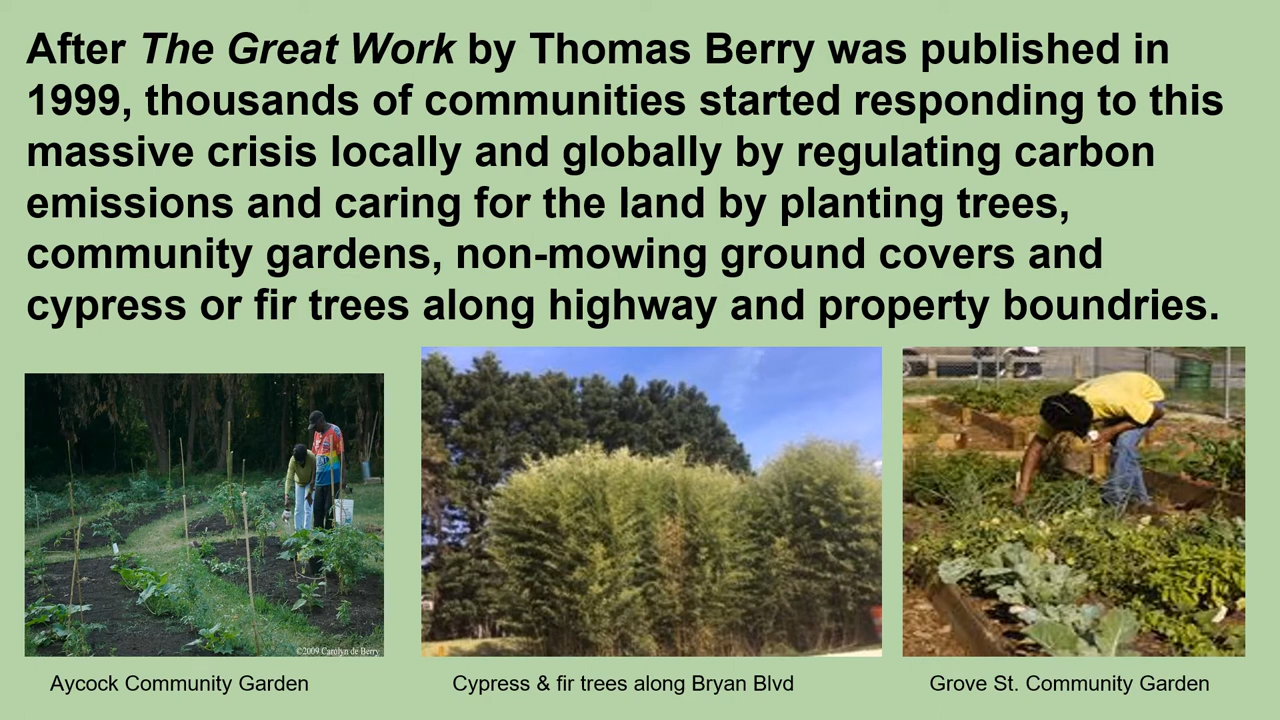 After The Great Work by Thomas Berry was published in
1999, thousands of communities started responding to this
massive crisis locally and globally by regulating carbon
emissions and caring for the land by planting trees,
community gardens, non-mowing ground covers and
cypress or fir trees along highway and property boundries.
©2009 Carolyn de Berry
Aycock Community Garden
Cypress & fir trees along Bryan Blvd
Grove St. Community Garden